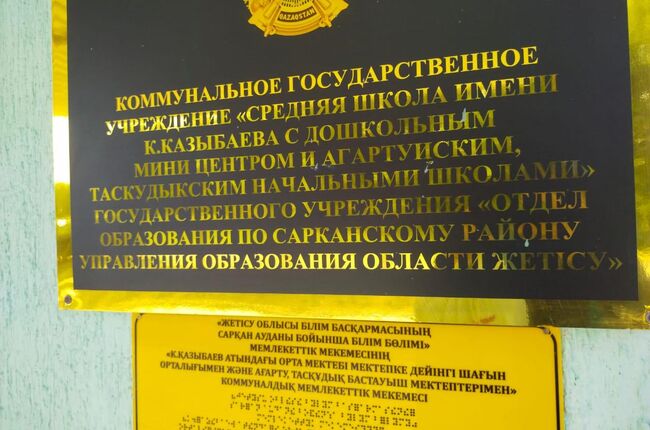 QAZAQSTAN
КОММУНАЛЬНОЕ ГОСУДАРСТВЕННОЕ
УЧРЕЖДЕНИЕ «СРЕДНЯЯ ШКОЛА ИМЕНИ
К.КАЗЫБАЕВА С ДОШКОЛЬНЫМ
МИНИ ЦЕНТРОМ И АГАРТУИСКИМ,
ТАСКУДЫКСКИМ НАЧАЛЬНЫМИ ШКОЛАМИ»
ГОСУДАРСТВЕННОГО УЧРЕЖДЕНИЯ «ОТДЕЛ
ОБРАЗОВАНИЯ ПО САРКАНСКОМУ РАЙОНУ
УПРАВЛЕНИЯ ОБРАЗОВАНИЯ ОБЛАСТИ ЖЕТІСУ»
«ЖЕТІСУ ОБЛЫСЫ БІЛІМ БАСҚАРМАСЫНЫҢ
САРҚАН АУДАНЫ БОЙЫНША БІЛІМ БӨЛІМІ»
МЕМЛЕКЕТТІК МЕКЕМЕСІНІҢ
«К.ҚАЗЫБАЕВ АТЫНДАҒЫ ОРТА МЕКТЕБІ МЕКТЕПКЕ ДЕЙІНГІ ШАҒЫН
ОРТАЛЫҒЫМЕН ЖӘНЕ АҒАРТУ, ТАСҚҰДЫҚ БАСТАУЫШ МЕКТЕПТЕРІМЕН»
КОММУНАЛДЫҚ МЕМЛЕКЕТТІК МЕКЕМЕСІ